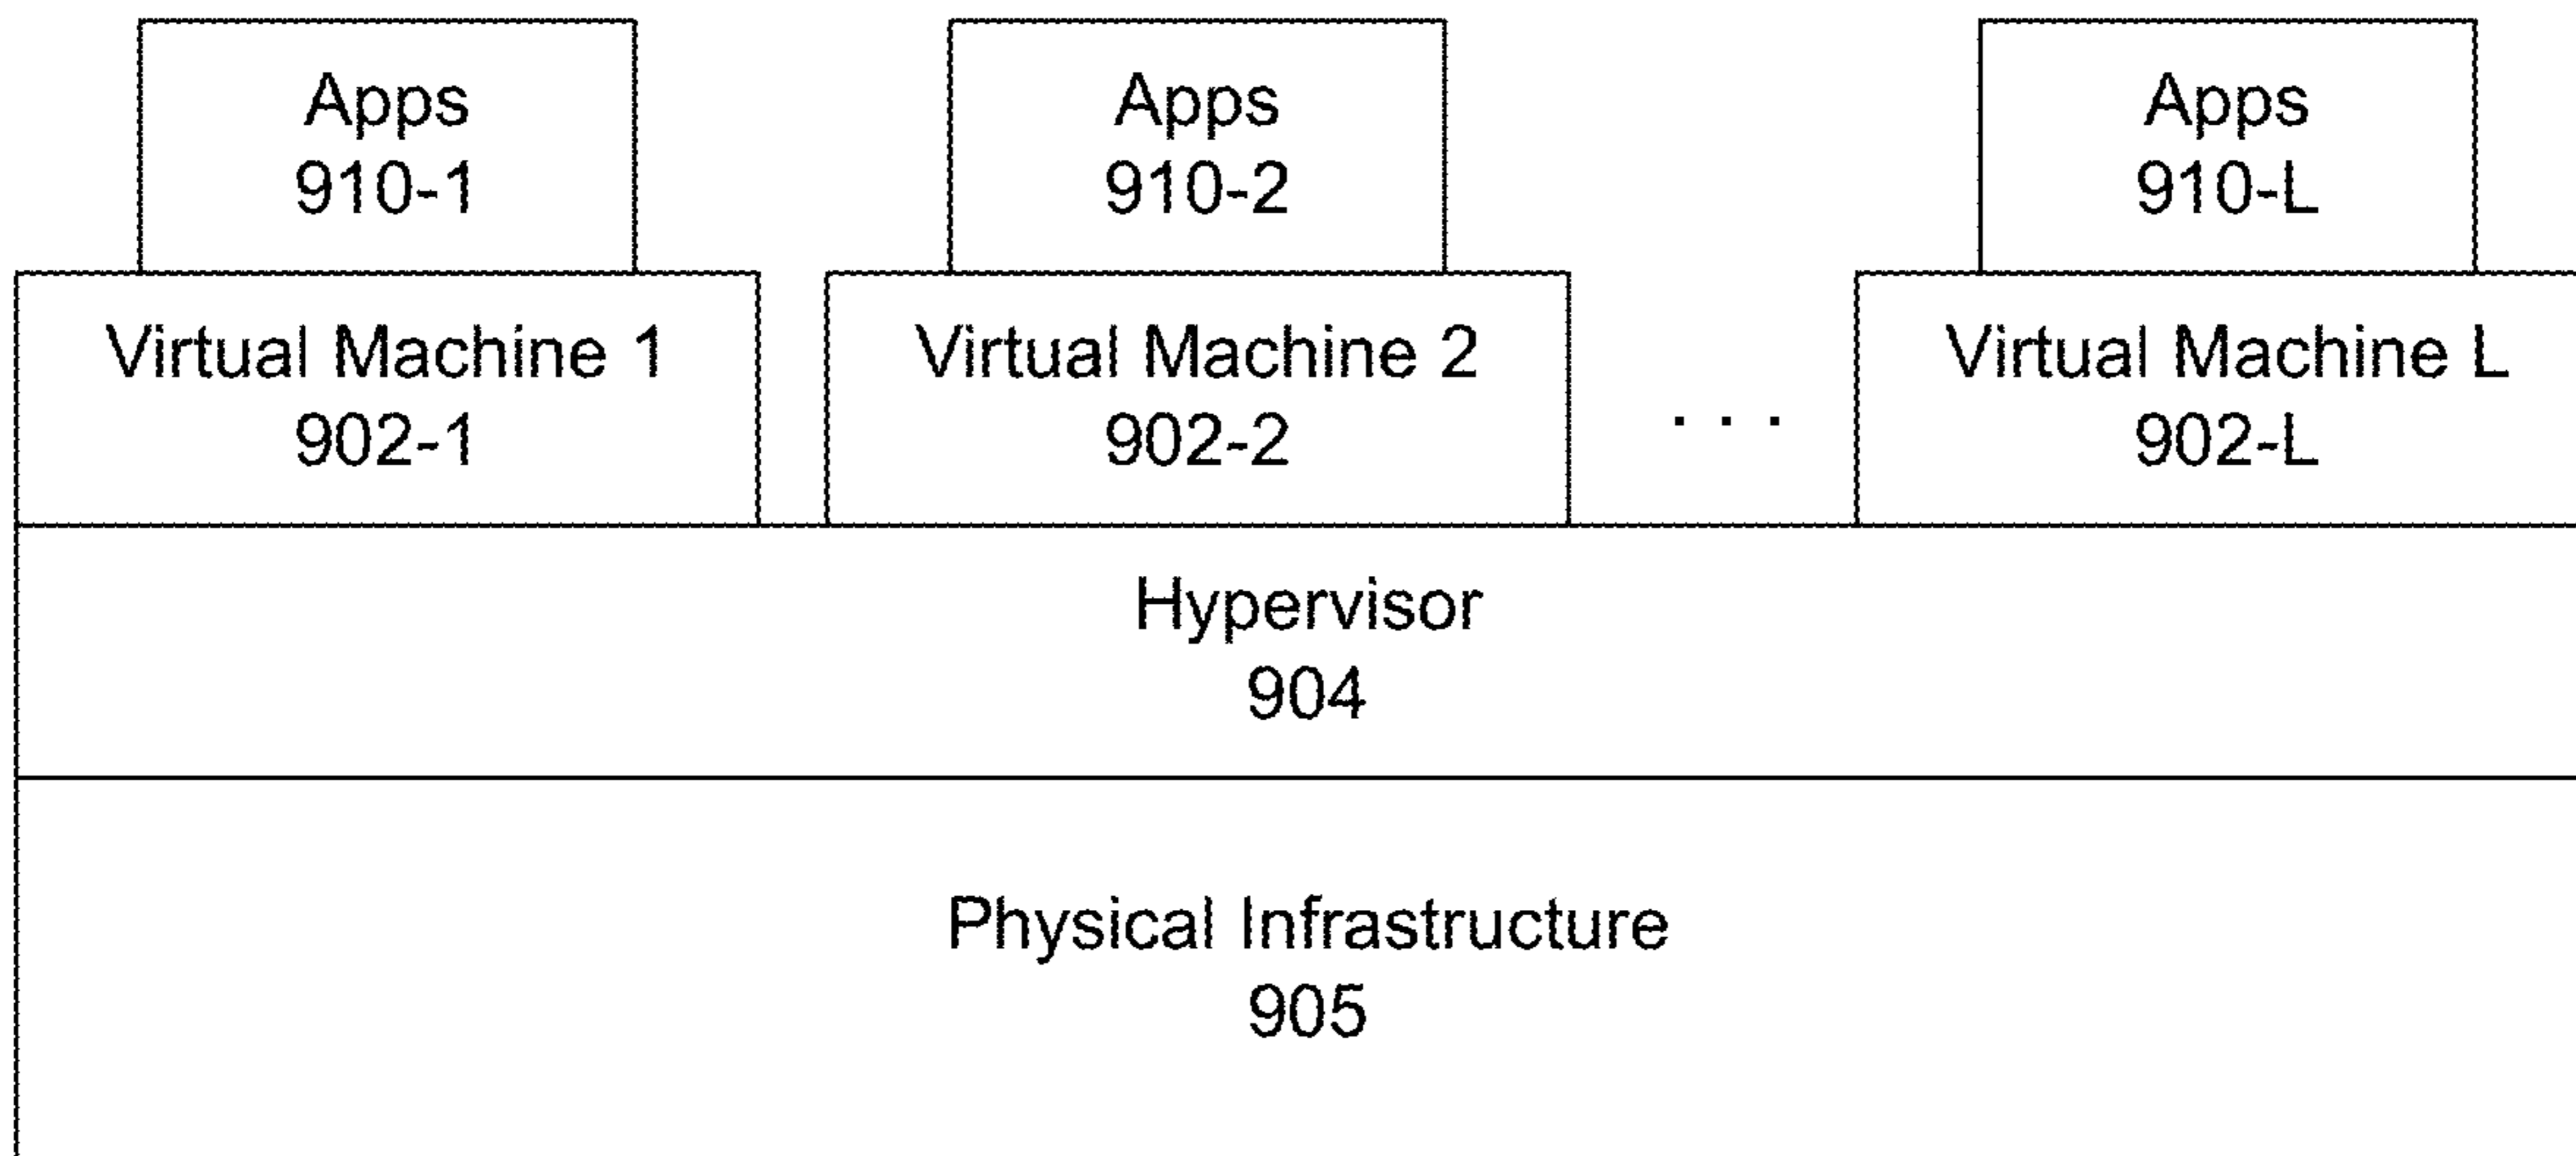 Apps
910-1
Apps
910-2
Apps
910-L
Virtual Machine 1
902-1
Virtual Machine 2
902-2
. . .
Virtual Machine L
902-L
Hypervisor
904
Physical Infrastructure
905